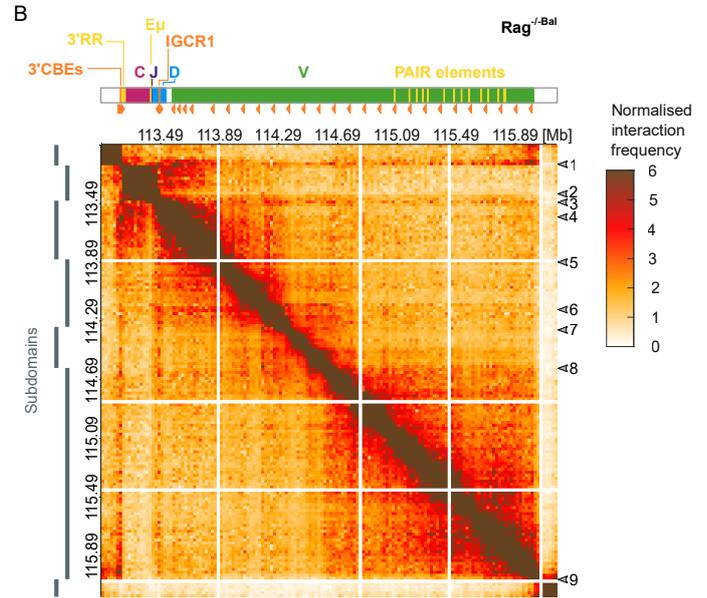 B
Rag-/-Bal
Eµ
3'RR
IGCR1
3'CBEs
C J D
V
PAIR elements
113.49 113.89 114.29 114.69 115.09 115.49 115.89 [Mb]
Normalised
interaction
frequency
6
5
4
3
2
1
0
1
2
3
4
5
6
7
8
9
113.49
113.89
114.29
114.69
115.09
115.49
115.89
Subdomains